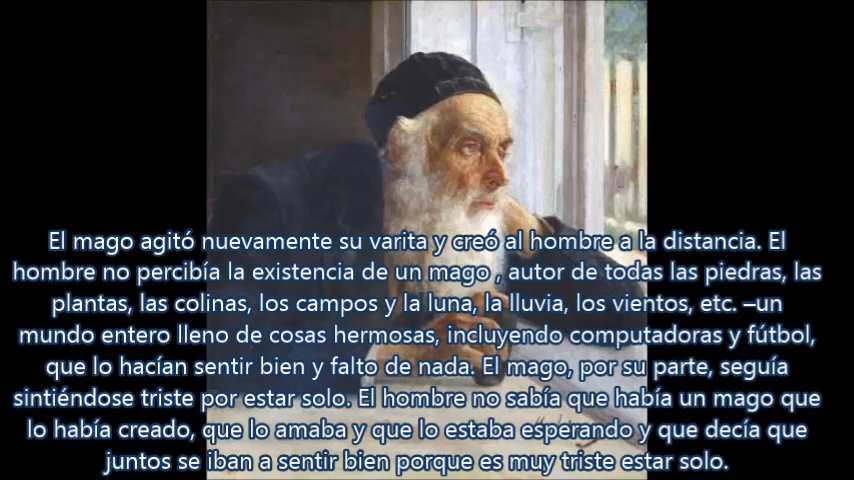 El mago agitó nuevamente su varita y creó al hombre a la distancia. El
hombre no percibía la existencia de un mago , autor de todas las piedras, las
plantas, las colinas, los campos y la luna, la lluvia, los vientos, etc. –un
mundo entero lleno de cosas hermosas, incluyendo computadoras y fútbol,
que lo hacían sentir bien y falto de nada. El mago, por su parte, seguía
sintiéndose triste por estar solo. El hombre no sabía que había un mago que
lo había creado, que lo amaba y que lo estaba esperando y que decía que
juntos se iban a sentir bien porque es muy triste estar solo.